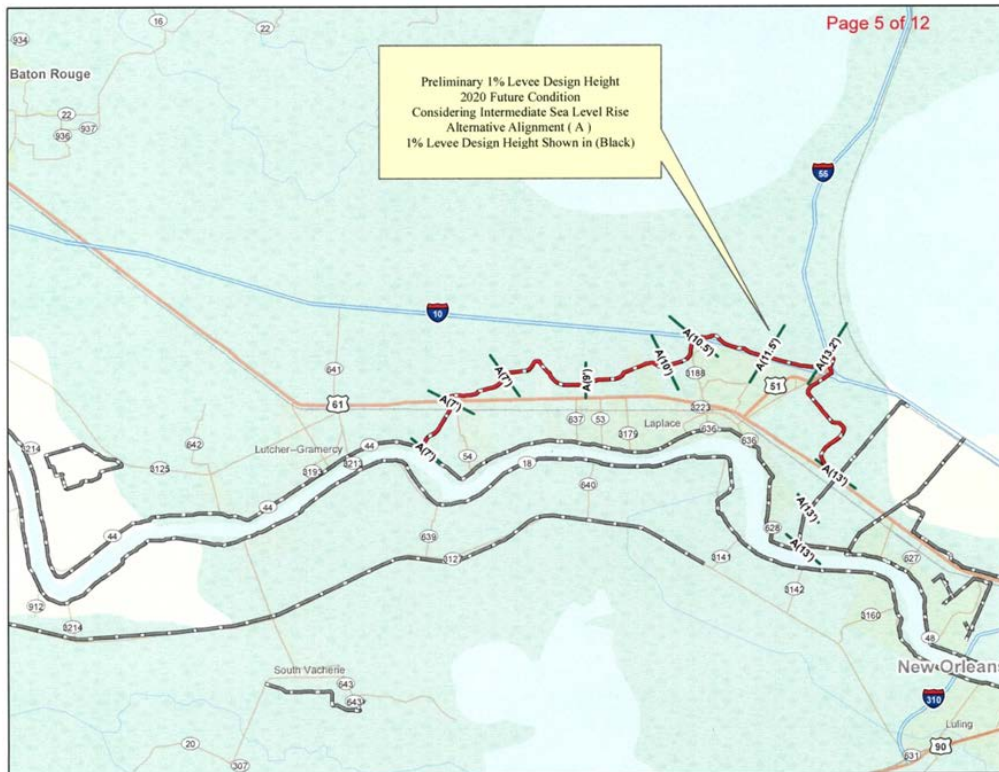 Page 5 of 12
Preliminary 1% Levee Design Height
2020 Future Condition
Considering Intermediate Sea Level Rise
Alternative Alignment ( A )
1% Levee Design Height Shown in (Black)
934
16
22
Baton Rouge
22
936
937
55
10
A(10.5')
A(11.5')
A(13.2')
641
A(7')
A(9')
A(10')
3188
51
61
A(7')
637
53
3179
Laplace
3223
636
636
3214
642
Lutcher--Gramercy
44
A(7')
54
3125
3193
3213
18
A(13')
44
44
640
A(13')
628
639
3127
3141
A(13')
627
912
3214
3142
3160
48
South Vacherie
643
643
New Orleans
310
Luling
20
307
631
90